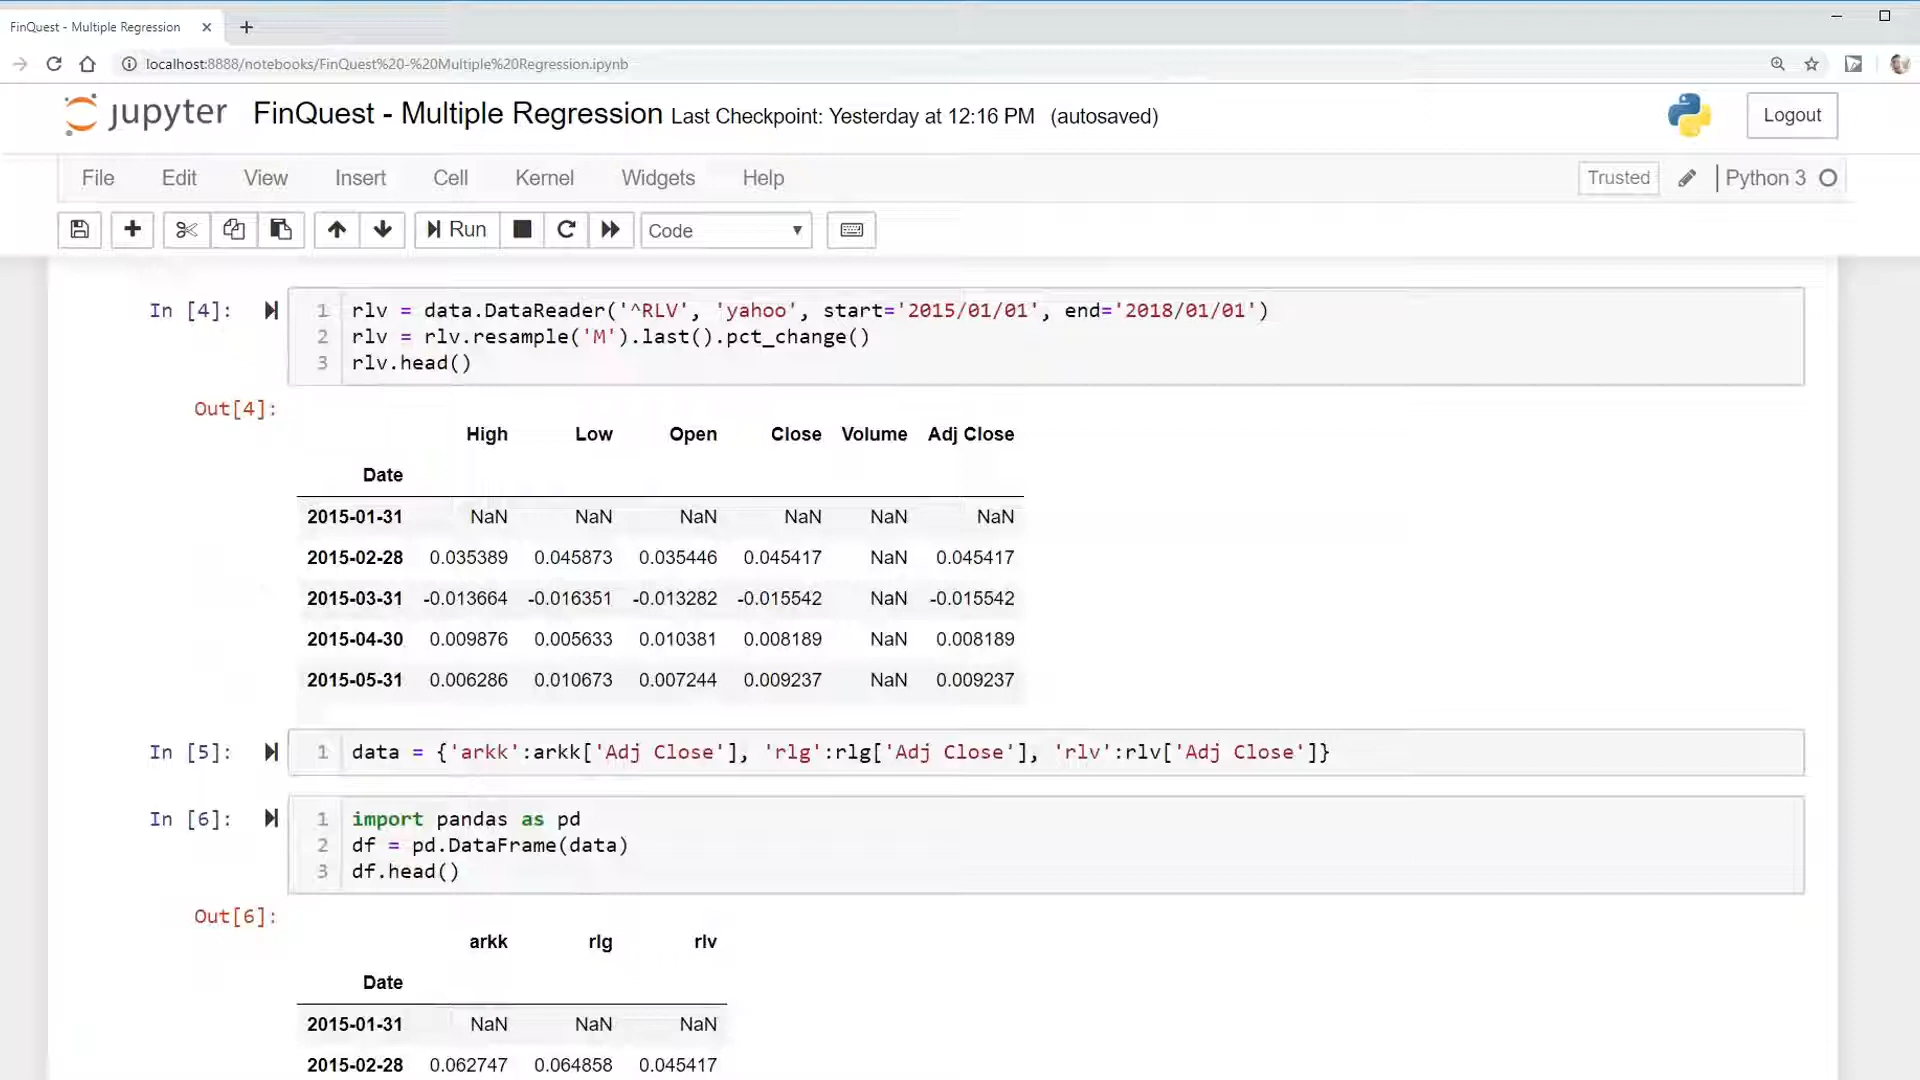 FinQuest - Multiple Regression
localhost:8888/notebooks/FinQuest%20-%20Multiple%20Regression.ipynb
jupyter FinQuest - Multiple Regression Last Checkpoint: Yesterday at 12:16 PM (autosaved)
Logout
File Edit View Insert Cell Kernel Widgets Help Trusted Python 3
Run Code
In [4]: 1 rlv = data.DataReader('^RLV', 'yahoo', start='2015/01/01', end='2018/01/01')
2 rlv = rlv.resample('M').last().pct_change()
3 rlv.head()
Out[4]:
High Low Open Close Volume Adj Close
Date
2015-01-31 NaN NaN NaN NaN NaN NaN
2015-02-28 0.035389 0.045873 0.035446 0.045417 NaN 0.045417
2015-03-31 -0.013664 -0.016351 -0.013282 -0.015542 NaN -0.015542
2015-04-30 0.009876 0.005633 0.010381 0.008189 NaN 0.008189
2015-05-31 0.006286 0.010673 0.007244 0.009237 NaN 0.009237
In [5]: 1 data = {'arkk':arkk['Adj Close'], 'rlg':rlg['Adj Close'], 'rlv':rlv['Adj Close']}
In [6]: 1 import pandas as pd
2 df = pd.DataFrame(data)
3 df.head()
Out[6]:
arkk rlg rlv
Date
2015-01-31 NaN NaN NaN
2015-02-28 0.062747 0.064858 0.045417